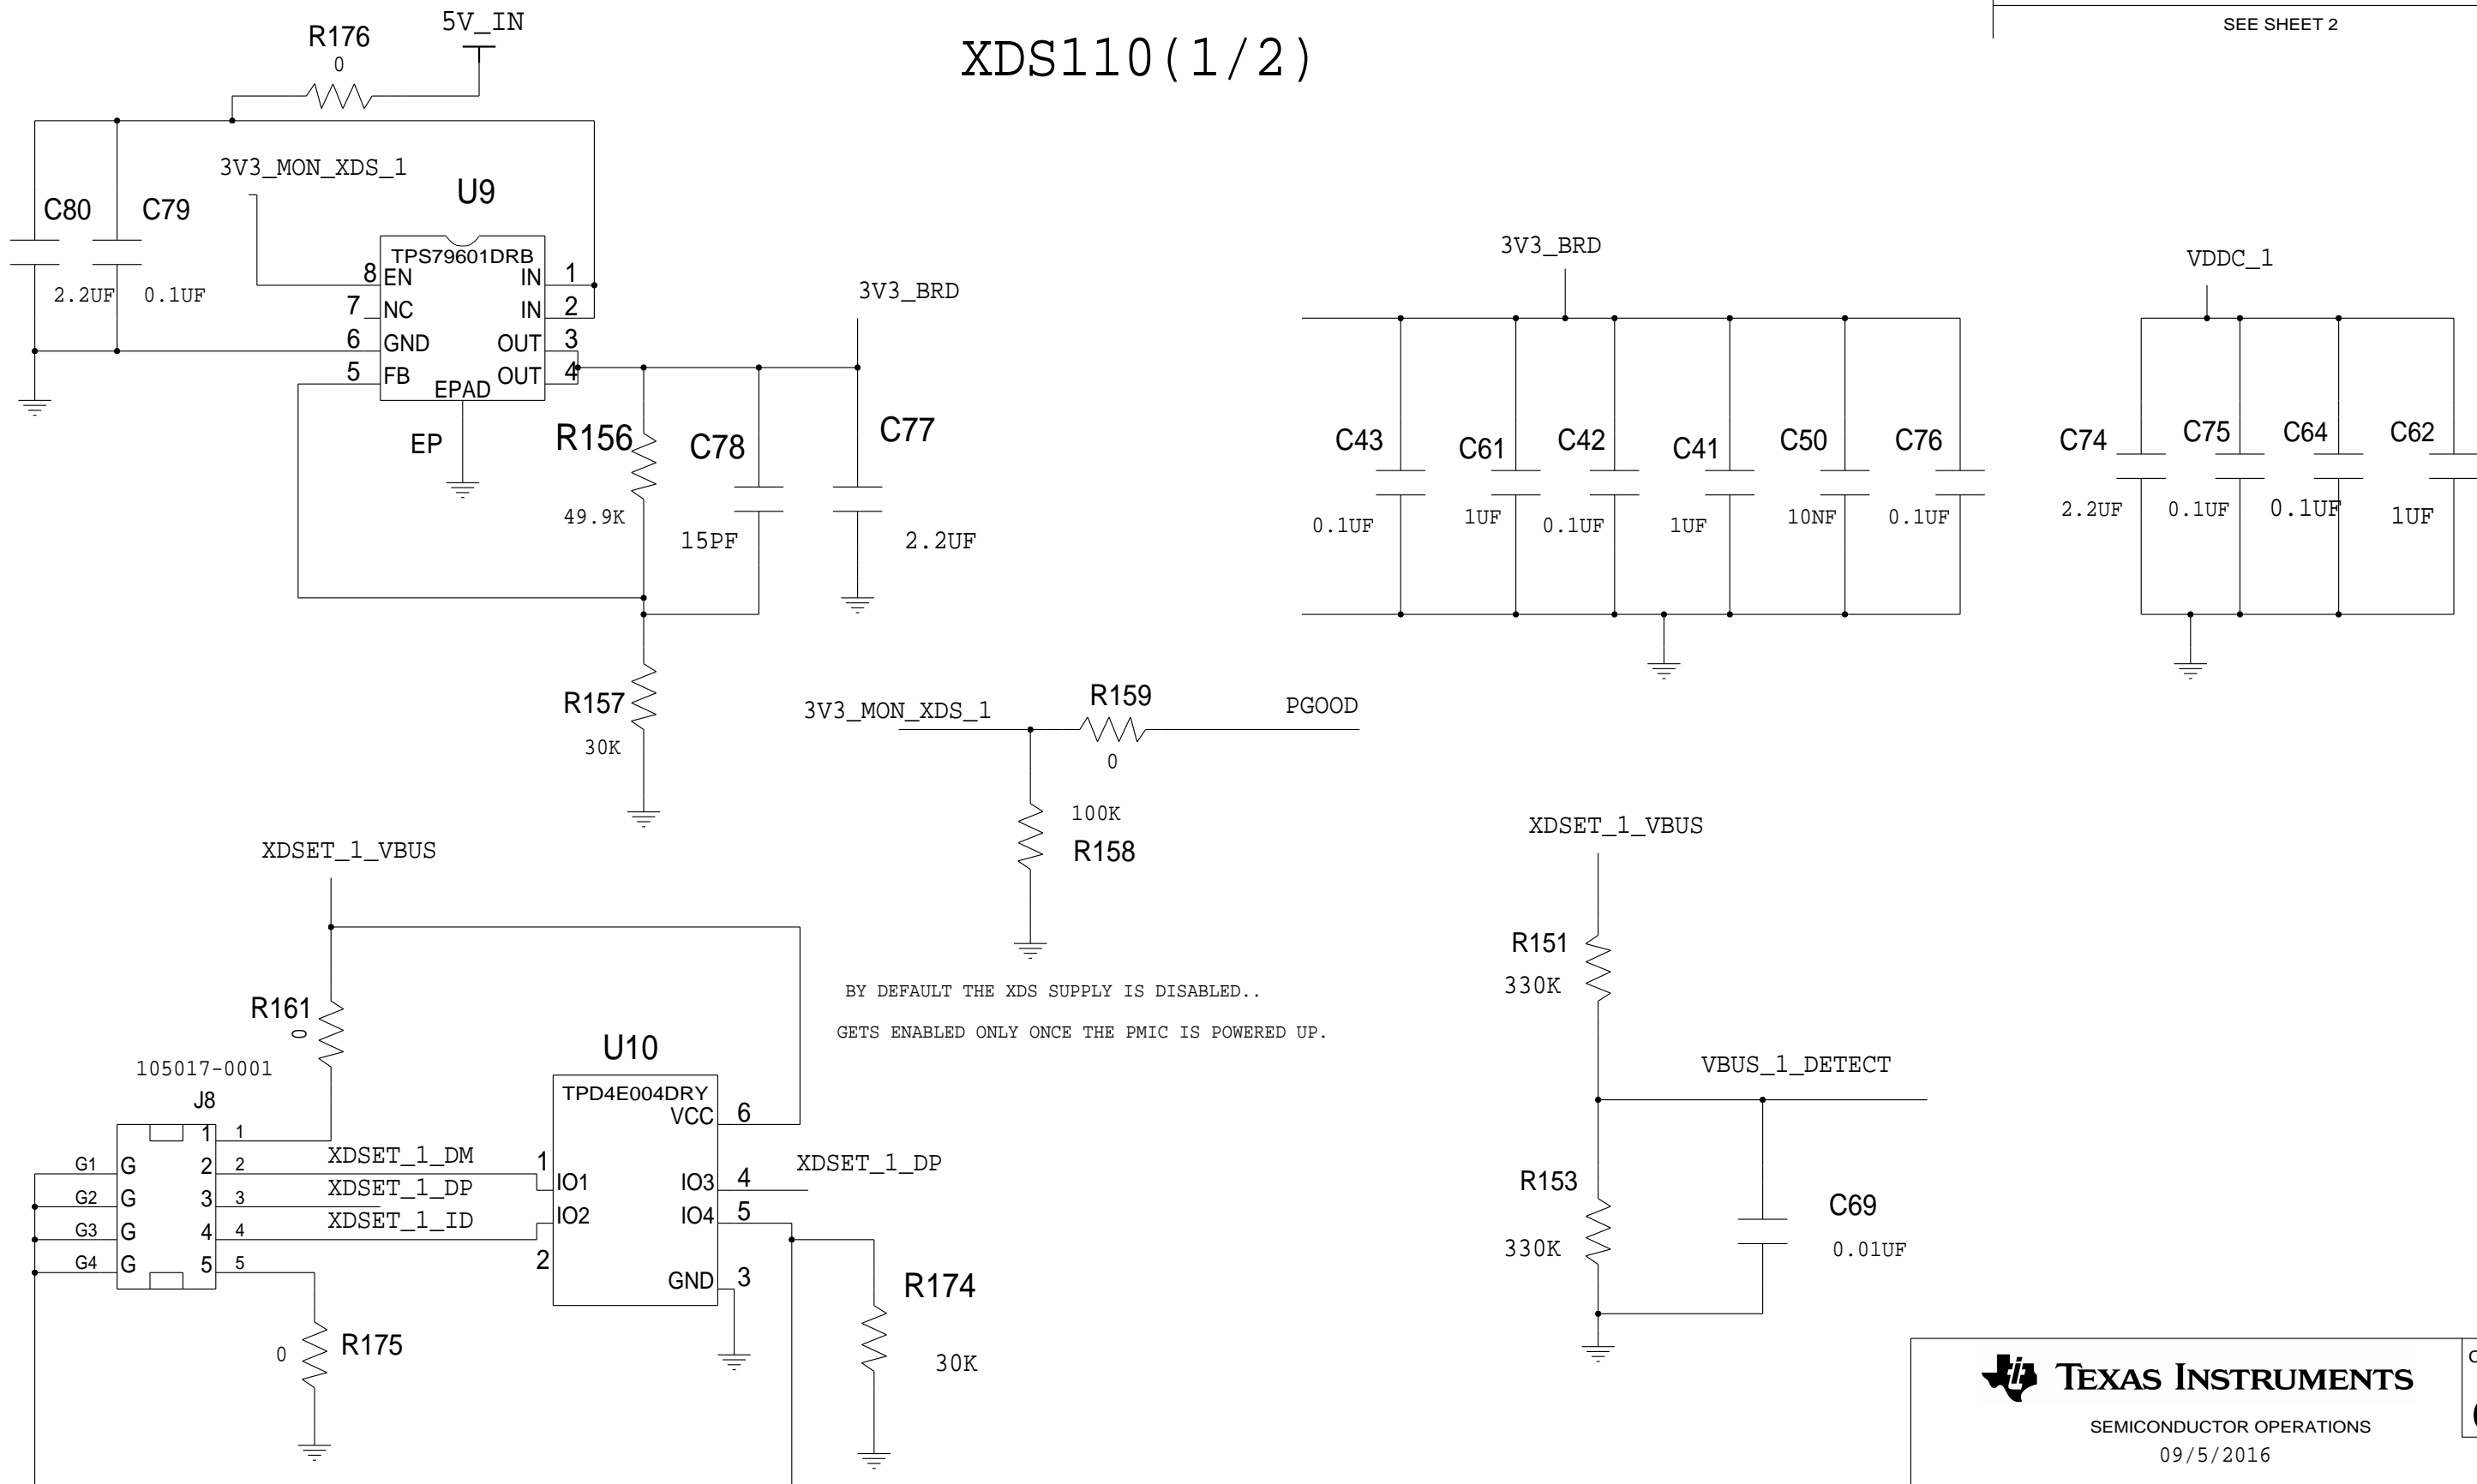 XDS110(1/2)
SEE SHEET 2
5V_IN
R176
0
3V3_MON_XDS_1
U9
C80
C79
2.2UF
0.1UF
TPS79601DRB
8 EN IN 1
7 NC IN 2
6 GND OUT 3
5 FB OUT 4
EPAD
EP
3V3_BRD
R156
49.9K
C78
15PF
C77
2.2UF
R157
30K
3V3_BRD
C43
C61
C42
C41
C50
C76
0.1UF
1UF
0.1UF
1UF
10NF
0.1UF
VDDC_1
C74
C75
C64
C62
2.2UF
0.1UF
0.1UF
1UF
3V3_MON_XDS_1
R159
0
PGOOD
100K
R158
BY DEFAULT THE XDS SUPPLY IS DISABLED..
GETS ENABLED ONLY ONCE THE PMIC IS POWERED UP.
XDSET_1_VBUS
R161
0
105017-0001
J8
1 1
G1 G 2 2
G2 G 3 3
G3 G 4 4
G4 G 5 5
XDSET_1_DM
XDSET_1_DP
XDSET_1_ID
R175
0
U10
TPD4E004DRY
VCC 6
1 IO1 IO3 4
IO2 IO4 5
2
GND 3
XDSET_1_DP
R174
30K
XDSET_1_VBUS
R151
330K
VBUS_1_DETECT
R153
330K
C69
0.01UF
TEXAS INSTRUMENTS
SEMICONDUCTOR OPERATIONS
09/5/2016